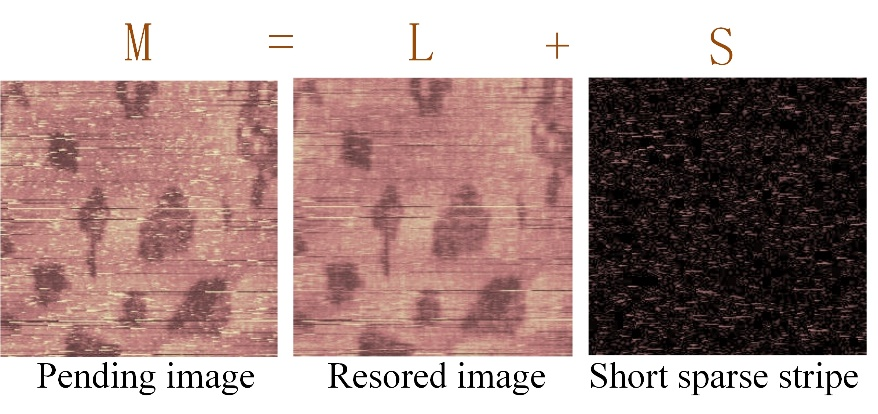 M = L + S
Pending image Resored image Short sparse stripe